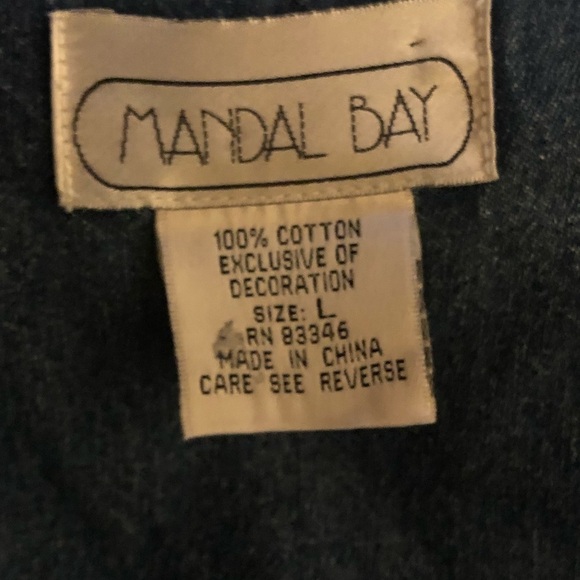 MANDAL BAY
100% COTTON
EXCLUSIVE OF
DECORATION
SIZE: L
RN 83346
MADE IN CHINA
CARE SEE REVERSE